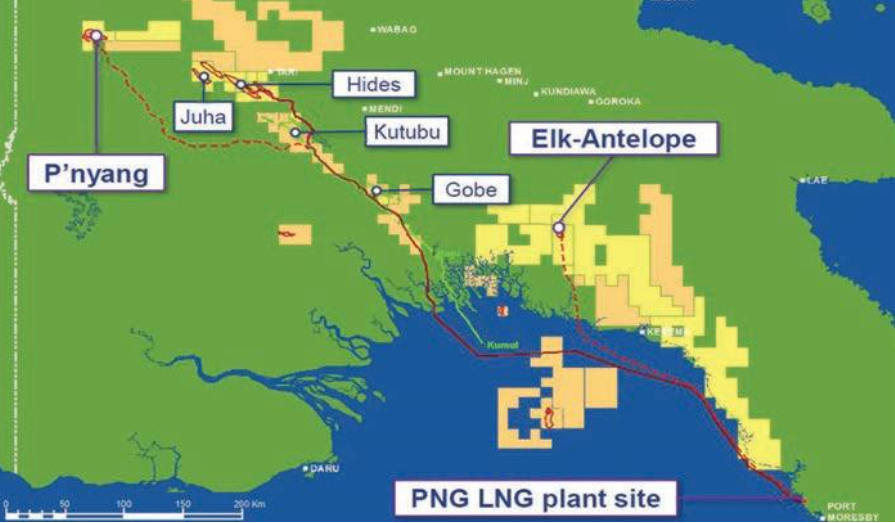 WABAG
TARI
MOUNT HAGEN
MINJ
Hides
KUNDIAWA
GOROKA
Juha
MENDI
Kutubu
Elk-Antelope
P'nyang
Gobe
LAE
Kumul
DARU
0 50 100 150 200 Km
PNG LNG plant site
PORT
MORESBY